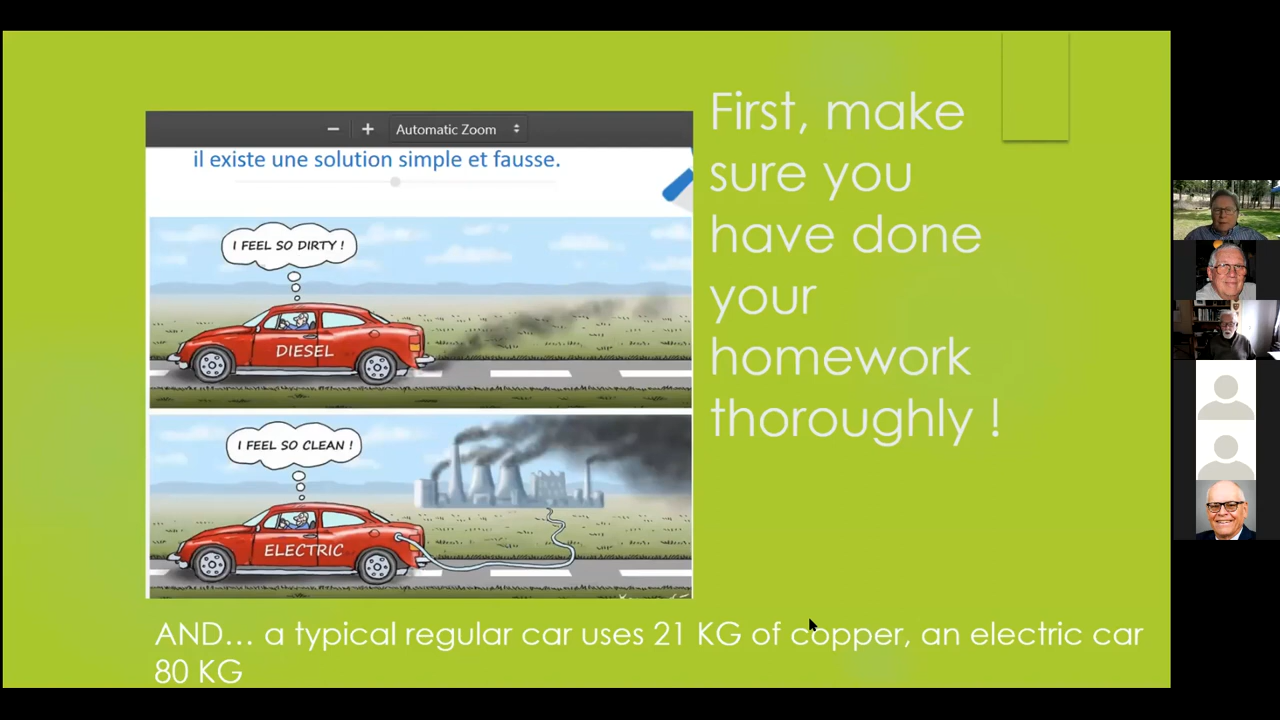 Automatic Zoom
il existe une solution simple et fausse.
I FEEL SO DIRTY !
DIESEL
I FEEL SO CLEAN !
ELECTRIC
First, make
sure you
have done
your
homework
thoroughly !
AND... a typical regular car uses 21 KG of copper, an electric car
80 KG